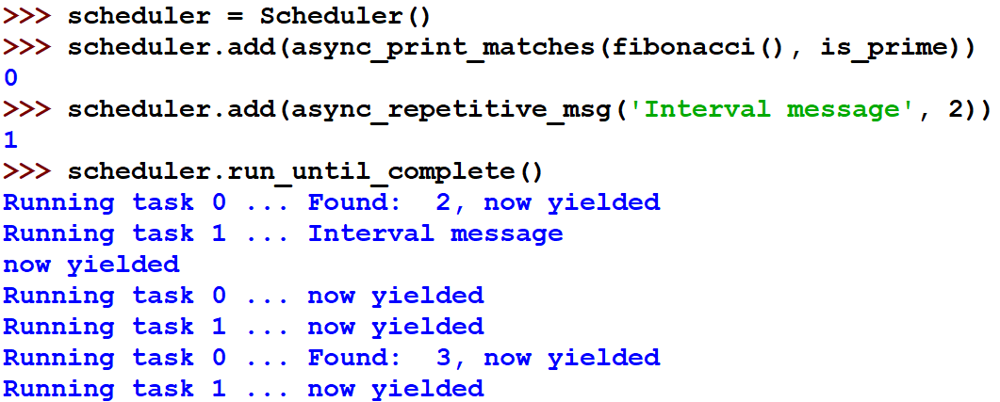 >>> scheduler = Scheduler()
>>> scheduler.add(async_print_matches(fibonacci(), is_prime))
0
>>> scheduler.add(async_repetitive_msg('Interval message', 2))
1
>>> scheduler.run_until_complete()
Running task 0 ... Found:  2, now yielded
Running task 1 ... Interval message
now yielded
Running task 0 ... now yielded
Running task 1 ... now yielded
Running task 0 ... Found:  3, now yielded
Running task 1 ... now yielded